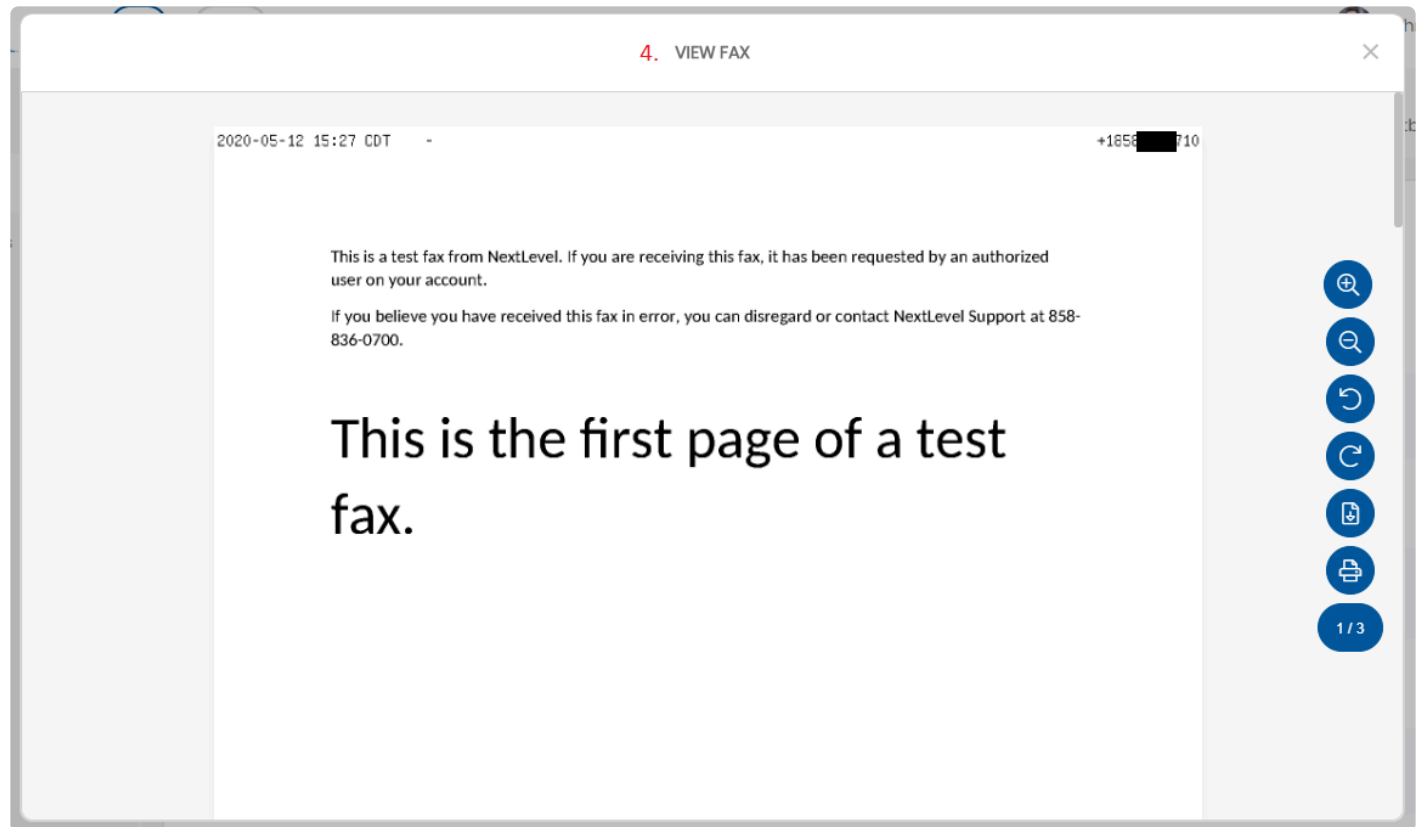 4. VIEW FAX
2020-05-12 15:27 CDT - +1858 710
This is a test fax from NextLevel. If you are receiving this fax, it has been requested by an authorized
user on your account.
If you believe you have received this fax in error, you can disregard or contact NextLevel Support at 858-
836-0700.
This is the first page of a test
fax.
1 / 3